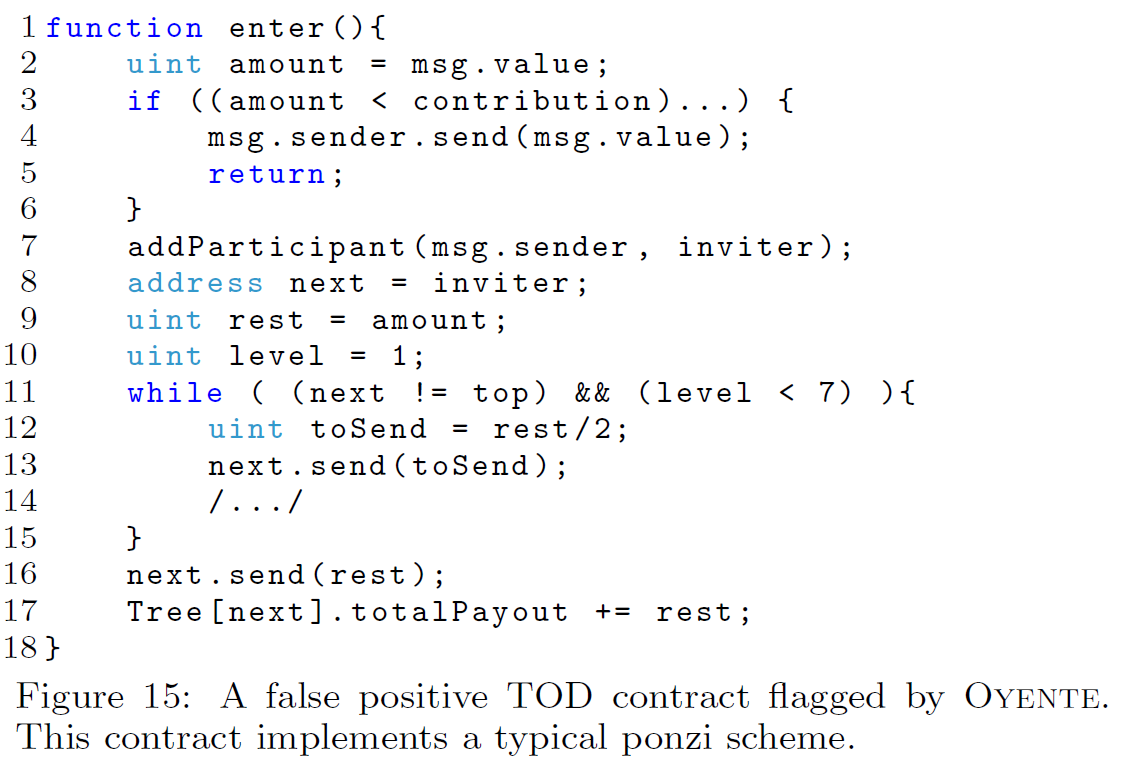 1 function enter(){
2 uint amount = msg.value;
3 if ((amount < contribution)...) {
4 msg.sender.send(msg.value);
5 return;
6 }
7 addParticipant(msg.sender, inviter);
8 address next = inviter;
9 uint rest = amount;
10 uint level = 1;
11 while ( (next != top) && (level < 7) ){
12 uint toSend = rest/2;
13 next.send(toSend);
14 /.../
15 }
16 next.send(rest);
17 Tree[next].totalPayout += rest;
18 }
Figure 15: A false positive TOD contract flagged by OYENTE.
This contract implements a typical ponzi scheme.